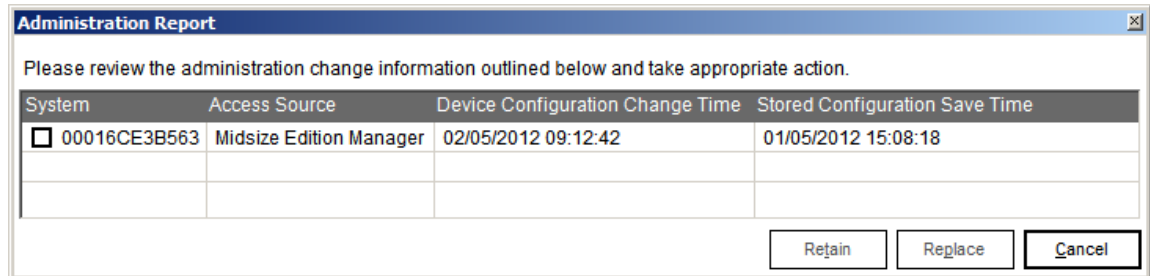 Administration Report
Please review the administration change information outlined below and take appropriate action.
System Access Source Device Configuration Change Time Stored Configuration Save Time
00016CE3B563 Midsize Edition Manager 02/05/2012 09:12:42 01/05/2012 15:08:18
Retain Replace Cancel